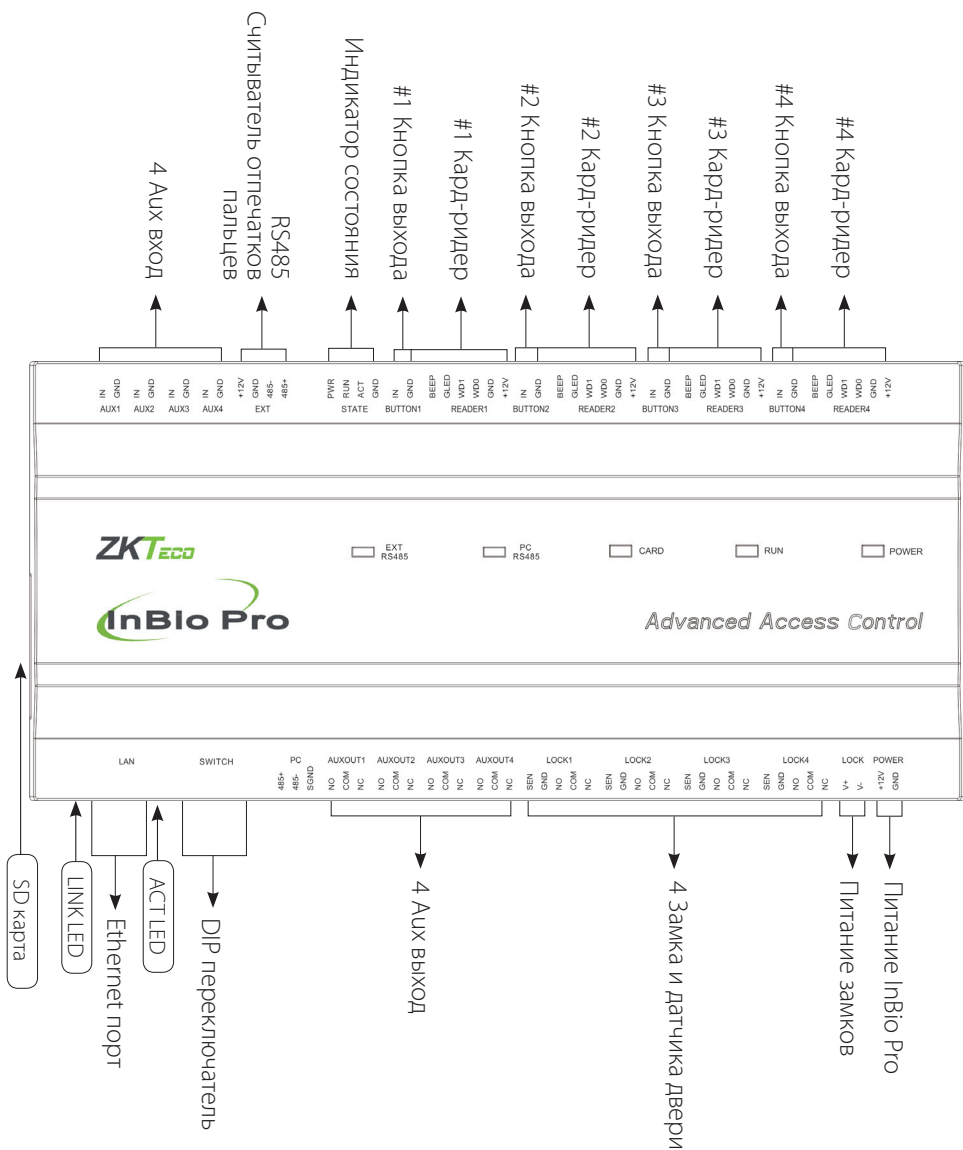 Считыватель отпечатков
пальцев
RS485
4 Aux вход
Индикатор состояния
#1 Кнопка выхода
#1 Кард-ридер
#2 Кнопка выхода
#2 Кард-ридер
#3 Кнопка выхода
#3 Кард-ридер
#4 Кнопка выхода
#4 Кард-ридер
IN GND IN GND IN GND IN GND +12V GND 485- 485+ PWR RUN ACT GND IN GND BEEP GLED WD1 WD0 GND +12V IN GND BEEP GLED WD1 WD0 GND +12V IN GND BEEP GLED WD1 WD0 GND +12V IN GND BEEP GLED WD1 WD0 GND +12V
AUX1 AUX2 AUX3 AUX4 EXT STATE BUTTON1 READER1 BUTTON2 READER2 BUTTON3 READER3 BUTTON4 READER4
ZKTeco
EXT
RS485
PC
RS485
CARD
RUN
POWER
InBIo Pro
Advanced Access Control
LAN SWITCH PC AUXOUT1 AUXOUT2 AUXOUT3 AUXOUT4 LOCK1 LOCK2 LOCK3 LOCK4 LOCK POWER
485+ 485- SGND NO COM NC NO COM NC NO COM NC NO COM NC SEN GND NO COM NC SEN GND NO COM NC SEN GND NO COM NC SEN GND NO COM NC V+ V- +12V GND
SD карта
LINK LED
Ethernet порт
ACT LED
DIP переключатель
4 Aux выход
4 Замка и датчика двери
Питание замков
Питание InBio Pro